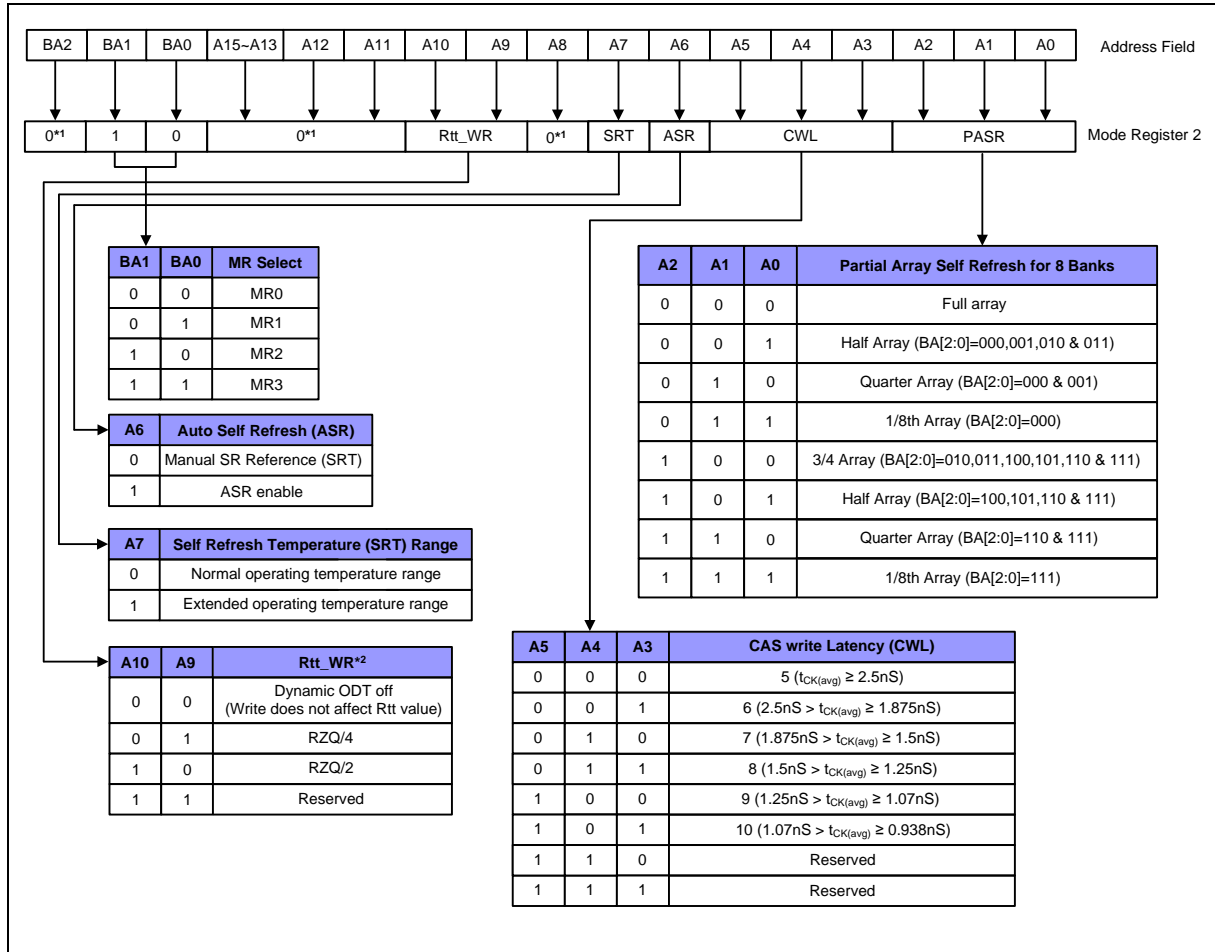 BA2 BA1 BA0 A15~A13 A12 A11 A10 A9 A8 A7 A6 A5 A4 A3 A2 A1 A0 Address Field
0*1 1 0 0*1 Rtt_WR 0*1 SRT ASR CWL PASR Mode Register 2
BA1 BA0 MR Select
0 0 MR0
0 1 MR1
1 0 MR2
1 1 MR3
A6 Auto Self Refresh (ASR)
0 Manual SR Reference (SRT)
1 ASR enable
A7 Self Refresh Temperature (SRT) Range
0 Normal operating temperature range
1 Extended operating temperature range
A10 A9 Rtt_WR*2
0 0 Dynamic ODT off
(Write does not affect Rtt value)
0 1 RZQ/4
1 0 RZQ/2
1 1 Reserved
A2 A1 A0 Partial Array Self Refresh for 8 Banks
0 0 0 Full array
0 0 1 Half Array (BA[2:0]=000,001,010 & 011)
0 1 0 Quarter Array (BA[2:0]=000 & 001)
0 1 1 1/8th Array (BA[2:0]=000)
1 0 0 3/4 Array (BA[2:0]=010,011,100,101,110 & 111)
1 0 1 Half Array (BA[2:0]=100,101,110 & 111)
1 1 0 Quarter Array (BA[2:0]=110 & 111)
1 1 1 1/8th Array (BA[2:0]=111)
A5 A4 A3 CAS write Latency (CWL)
0 0 0 5 (tCK(avg) ≥ 2.5nS)
0 0 1 6 (2.5nS > tCK(avg) ≥ 1.875nS)
0 1 0 7 (1.875nS > tCK(avg) ≥ 1.5nS)
0 1 1 8 (1.5nS > tCK(avg) ≥ 1.25nS)
1 0 0 9 (1.25nS > tCK(avg) ≥ 1.07nS)
1 0 1 10 (1.07nS > tCK(avg) ≥ 0.938nS)
1 1 0 Reserved
1 1 1 Reserved